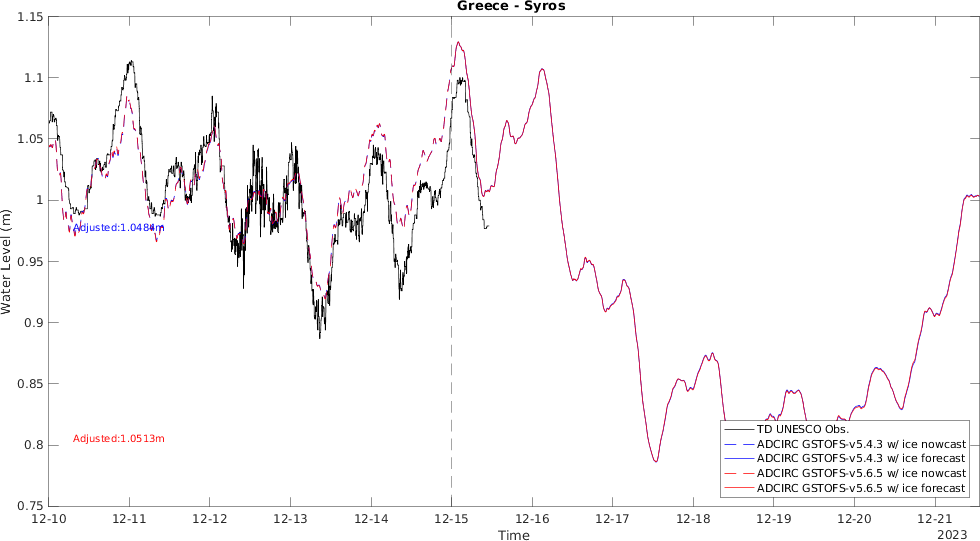 Greece - Syros
1.15
1.1
1.05
1
0.95
0.9
0.85
0.8
0.75
Water Level (m)
Adjusted:1.0484m
Adjusted:1.0513m
TD UNESCO Obs.
ADCIRC GSTOFS-v5.4.3 w/ ice nowcast
ADCIRC GSTOFS-v5.4.3 w/ ice forecast
ADCIRC GSTOFS-v5.6.5 w/ ice nowcast
ADCIRC GSTOFS-v5.6.5 w/ ice forecast
12-10 12-11 12-12 12-13 12-14 12-15 12-16 12-17 12-18 12-19 12-20 12-21
Time
2023